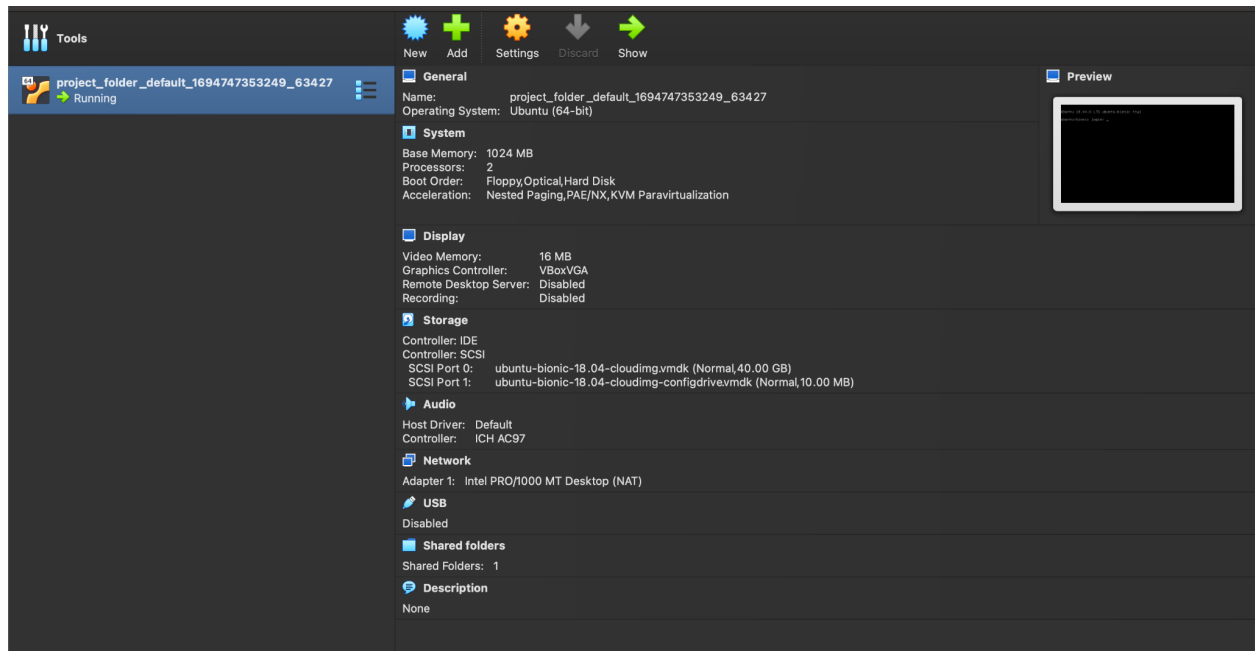 Tools
New Add Settings Discard Show
64
project_folder_default_1694747353249_63427
Running
General
Name: project_folder_default_1694747353249_63427
Operating System: Ubuntu (64-bit)
System
Base Memory: 1024 MB
Processors: 2
Boot Order: Floppy,Optical,Hard Disk
Acceleration: Nested Paging,PAE/NX,KVM Paravirtualization
Preview
Display
Video Memory: 16 MB
Graphics Controller: VBoxVGA
Remote Desktop Server: Disabled
Recording: Disabled
Storage
Controller: IDE
Controller: SCSI
SCSI Port 0: ubuntu-bionic-18.04-cloudimg.vmdk (Normal,40.00 GB)
SCSI Port 1: ubuntu-bionic-18.04-cloudimg-configdrive.vmdk (Normal,10.00 MB)
Audio
Host Driver: Default
Controller: ICH AC97
Network
Adapter 1: Intel PRO/1000 MT Desktop (NAT)
USB
Disabled
Shared folders
Shared Folders: 1
Description
None